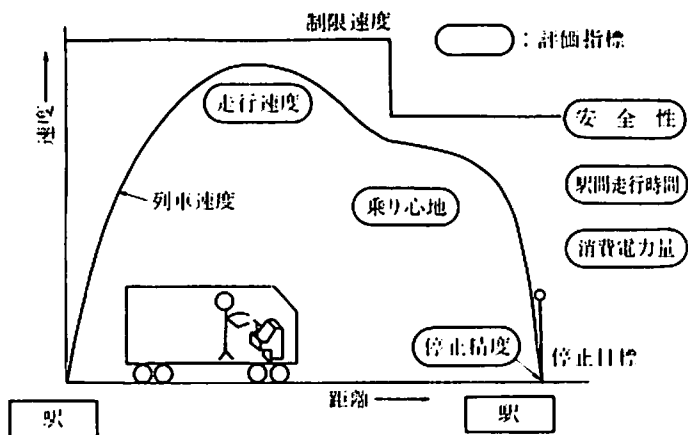 制限速度
：評価指標
速度
走行速度
安全性
列車速度
駅間走行時間
乗り心地
消費電力量
停止精度
停止目標
距離
駅
駅